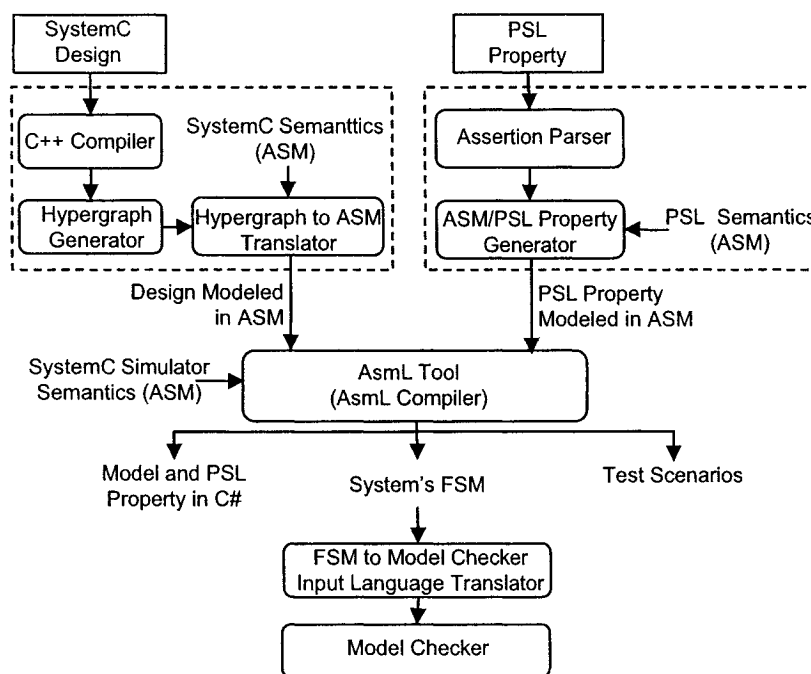 SystemC
Design
PSL
Property
C++ Compiler
SystemC Semanttics
(ASM)
Assertion Parser
Hypergraph
Generator
Hypergraph to ASM
Translator
ASM/PSL Property
Generator
PSL Semantics
(ASM)
Design Modeled
in ASM
PSL Property
Modeled in ASM
SystemC Simulator
Semantics (ASM)
AsmL Tool
(AsmL Compiler)
Model and PSL
Property in C#
System's FSM
Test Scenarios
FSM to Model Checker
Input Language Translator
Model Checker